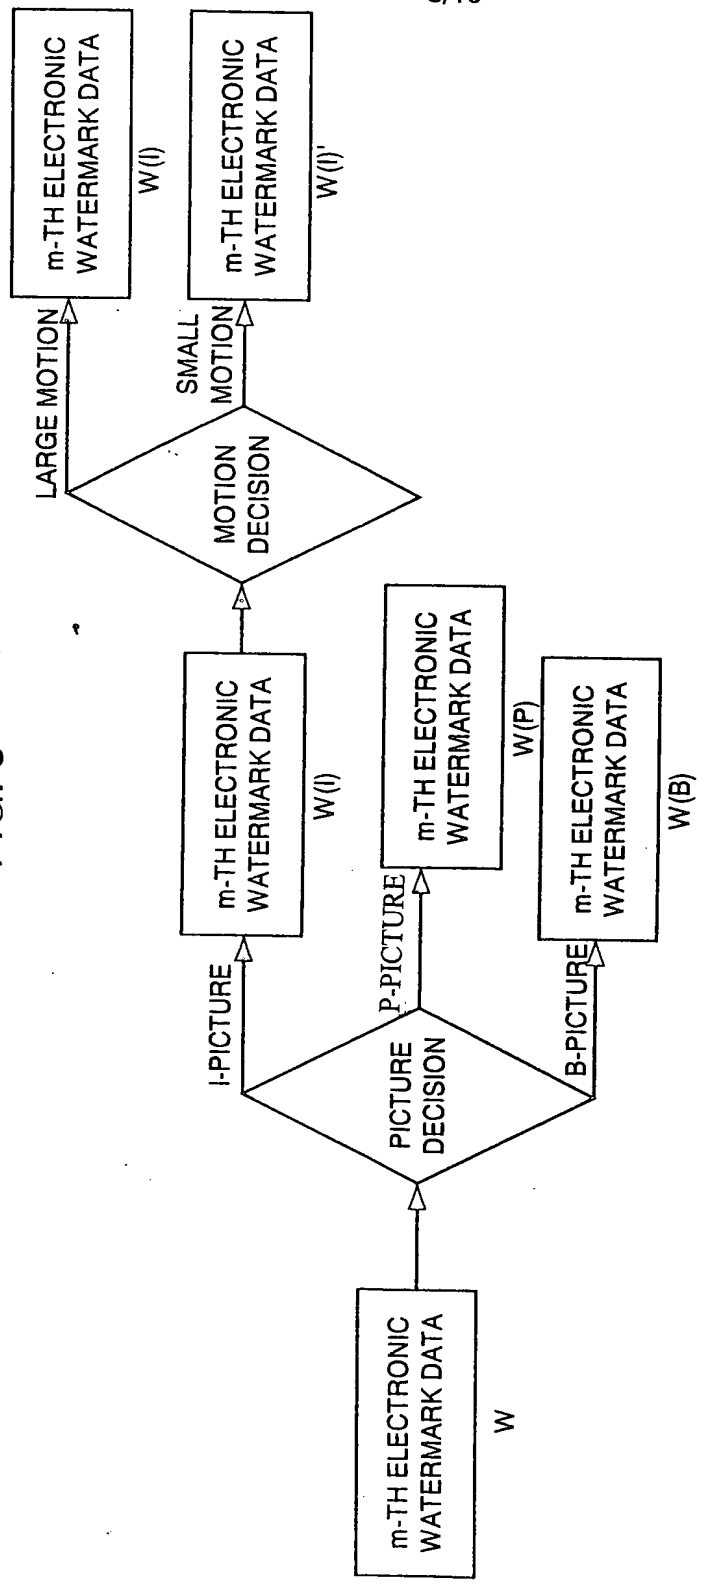 m-TH ELECTRONIC
WATERMARK DATA
W
PICTURE
DECISION
I-PICTURE
P-PICTURE
B-PICTURE
m-TH ELECTRONIC
WATERMARK DATA
W(I)
m-TH ELECTRONIC
WATERMARK DATA
W(P)
m-TH ELECTRONIC
WATERMARK DATA
W(B)
MOTION
DECISION
LARGE MOTION
SMALL
MOTION
m-TH ELECTRONIC
WATERMARK DATA
W(I)
m-TH ELECTRONIC
WATERMARK DATA
W(I)'